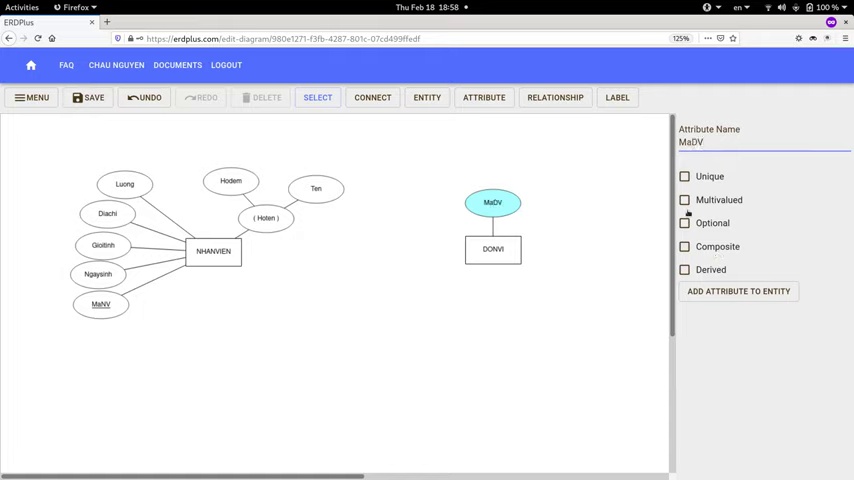 Activities Firefox Thu Feb 18 18:58 en 100 %
ERDPlus × +
https://erdplus.com/edit-diagram/980e1271-f3fb-4287-801c-07cd499ffedf 125%
FAQ CHAU NGUYEN DOCUMENTS LOGOUT
MENU SAVE UNDO REDO DELETE SELECT CONNECT ENTITY ATTRIBUTE RELATIONSHIP LABEL
Attribute Name
MaDV
Unique
Multivalued
Optional
Composite
Derived
ADD ATTRIBUTE TO ENTITY
Luong
Hodem
Ten
Diachi
( Hoten )
Gioitinh
NHANVIEN
Ngaysinh
MaNV
MaDV
DONVI